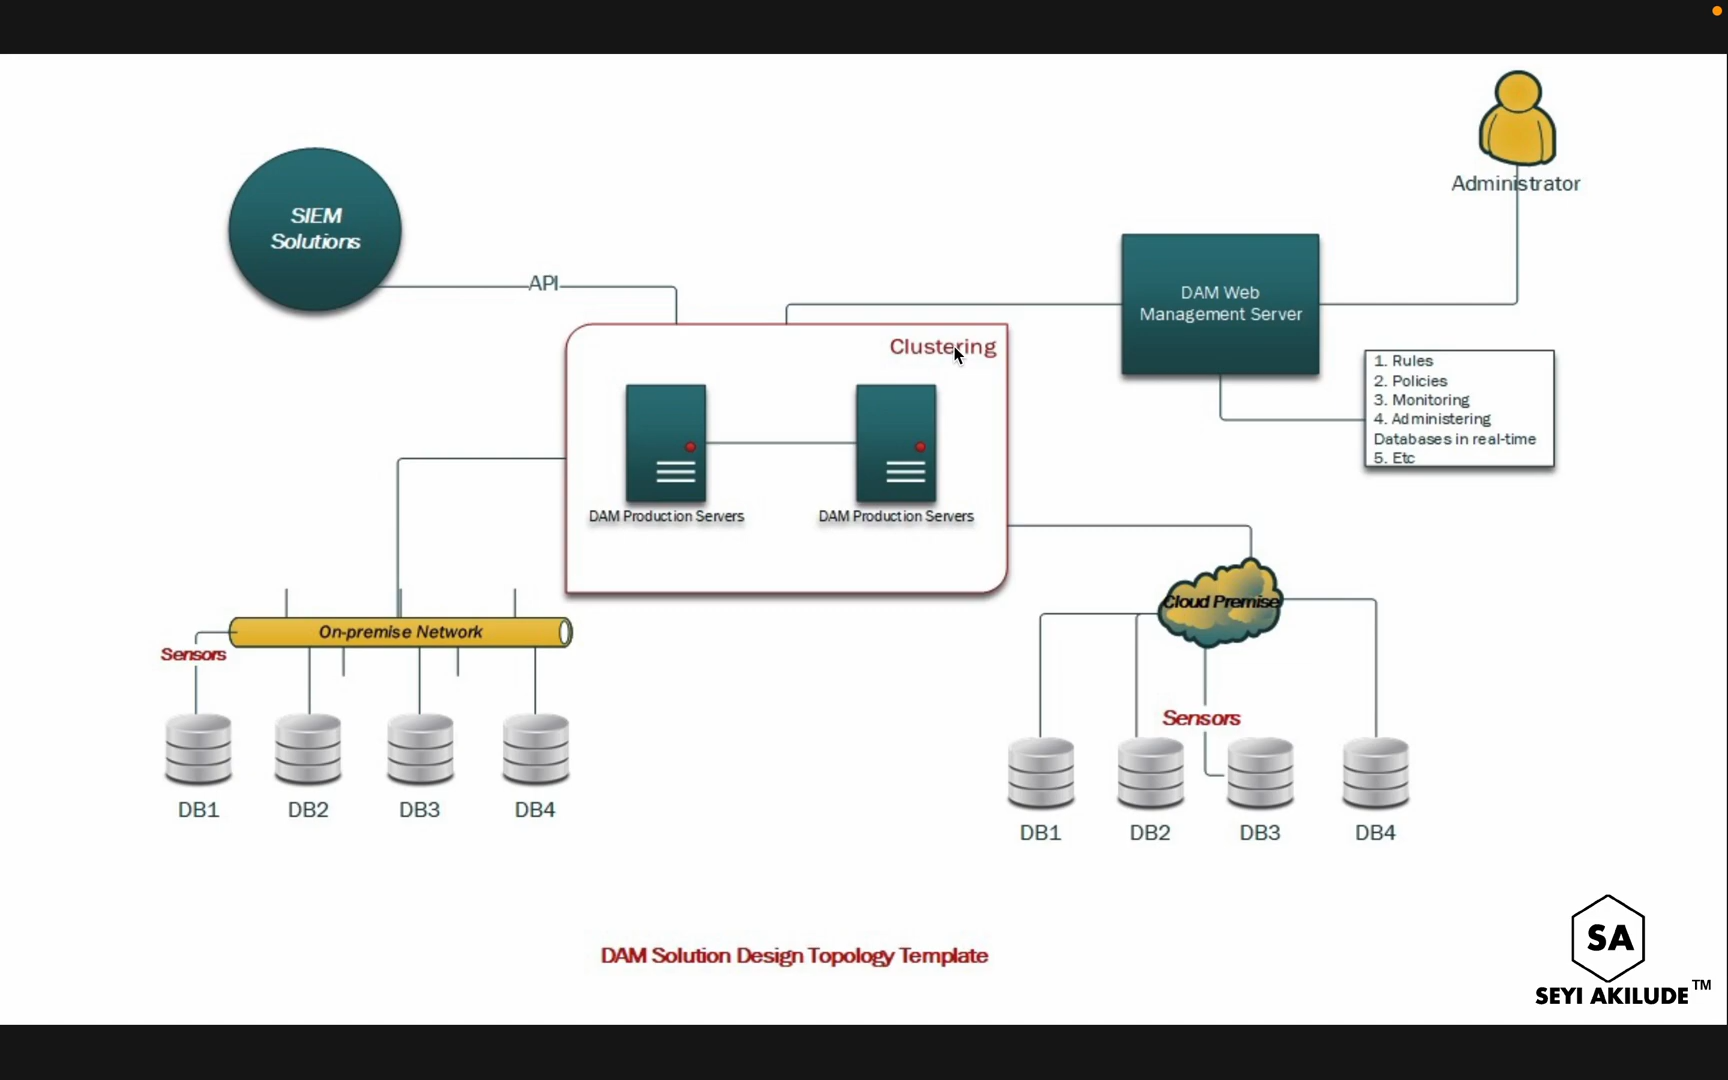 Administrator
SIEM
Solutions
API
DAM Web
Management Server
Clustering
1. Rules
2. Policies
3. Monitoring
4. Administering
Databases in real-time
5. Etc
DAM Production Servers
DAM Production Servers
Cloud Premise
On-premise Network
Sensors
Sensors
DB1
DB2
DB3
DB4
DB1
DB2
DB3
DB4
DAM Solution Design Topology Template
SA
SEYI AKILUDE™